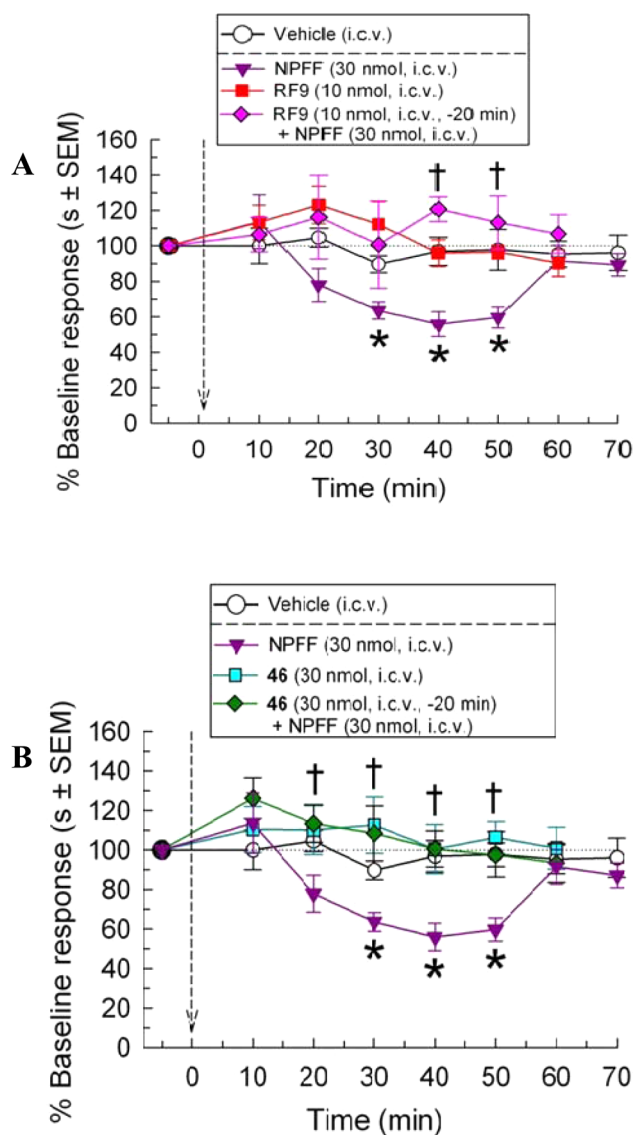 Vehicle (i.c.v.)
NPFF (30 nmol, i.c.v.)
RF9 (10 nmol, i.c.v.)
RF9 (10 nmol, i.c.v., -20 min)
+ NPFF (30 nmol, i.c.v.)
A
% Baseline response (s ± SEM)
160
140
120
100
80
60
40
20
0
† †
* * *
0 10 20 30 40 50 60 70
Time (min)
Vehicle (i.c.v.)
NPFF (30 nmol, i.c.v.)
46 (30 nmol, i.c.v.)
46 (30 nmol, i.c.v., -20 min)
+ NPFF (30 nmol, i.c.v.)
B
% Baseline response (s ± SEM)
160
140
120
100
80
60
40
20
0
† † † †
* * *
0 10 20 30 40 50 60 70
Time (min)